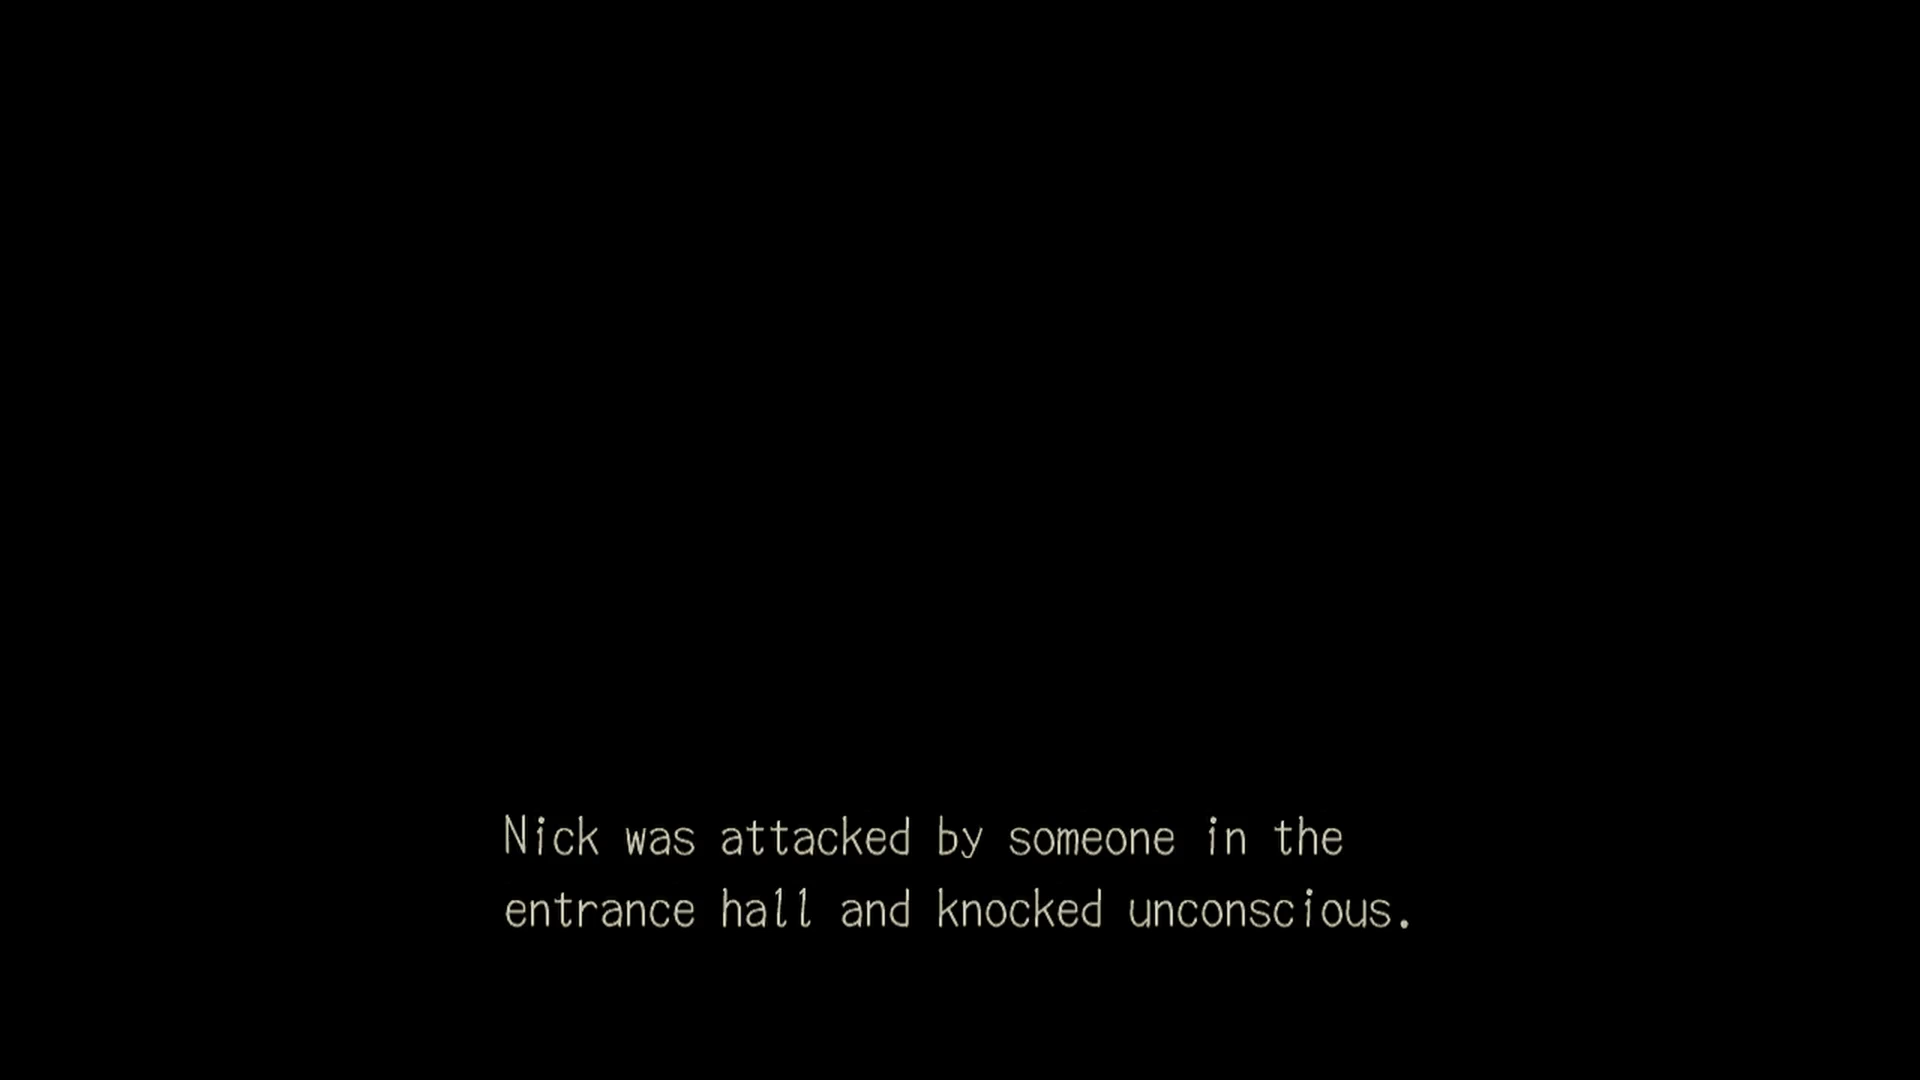 Nick was attacked by someone in the
entrance hall and knocked unconscious.